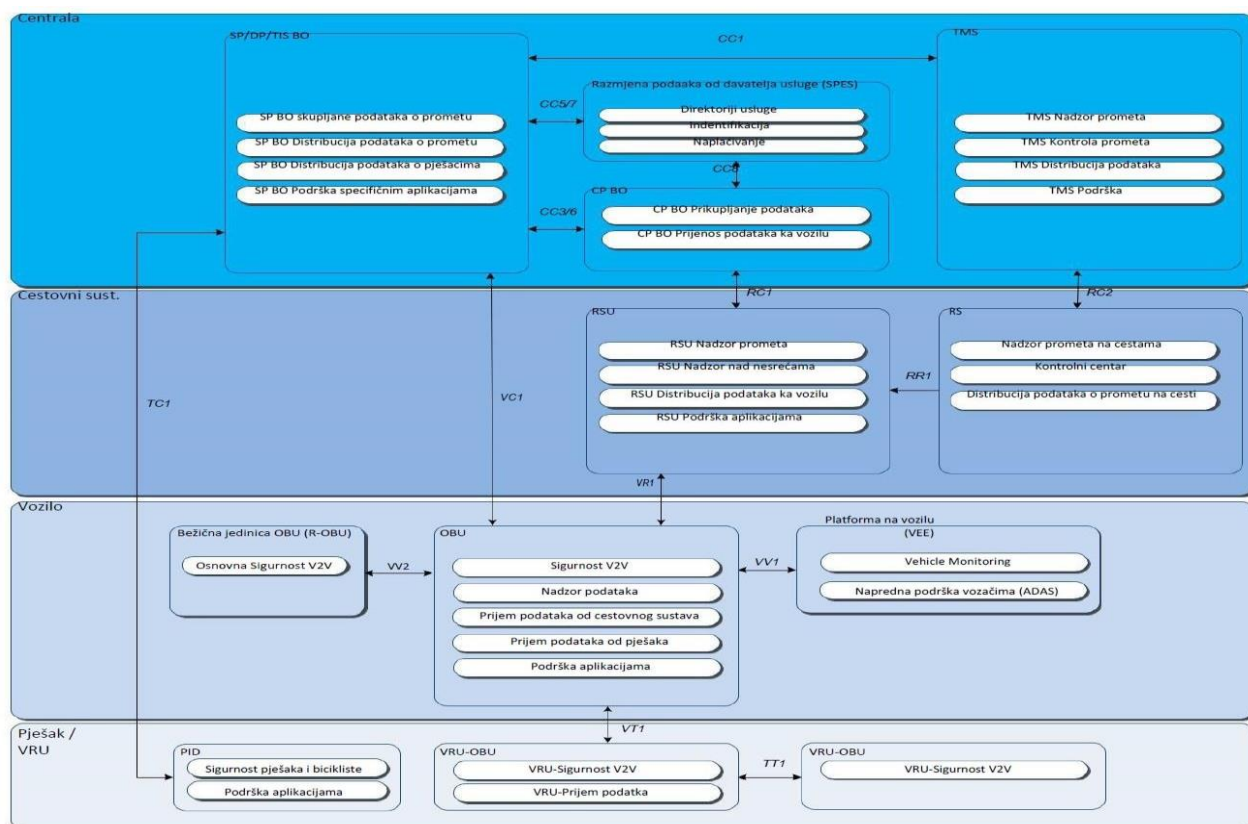 Centrala
SP/DP/TIS BO
SP BO skupljane podataka o prometu
SP BO Distribucija podataka o prometu
SP BO Distribucija podataka o pješacima
SP BO Podrška specifičnim aplikacijama
CC1
CC5/7
Razmjena podaaka od davatelja usluge (SPES)
Direktoriji usluge
Indentifikacija
Naplaćivanje
CC8
CC3/6
CP BO
CP BO Prikupljanje podataka
CP BO Prijenos podataka ka vozilu
TMS
TMS Nadzor prometa
TMS Kontrola prometa
TMS Distribucija podataka
TMS Podrška
Cestovni sust.
RC1
RC2
TC1
VC1
RSU
RSU Nadzor prometa
RSU Nadzor nad nesrećama
RSU Distribucija podataka ka vozilu
RSU Podrška aplikacijama
RR1
RS
Nadzor prometa na cestama
Kontrolni centar
Distribucija podataka o prometu na cesti
VR1
Vozilo
Bežična jedinica OBU (R-OBU)
Osnovna Sigurnost V2V
VV2
OBU
Sigurnost V2V
Nadzor podataka
Prijem podataka od cestovnog sustava
Prijem podataka od pješaka
Podrška aplikacijama
VV1
Platforma na vozilu
(VEE)
Vehicle Monitoring
Napredna podrška vozačima (ADAS)
VT1
Pješak /
VRU
PID
Sigurnost pješaka i bicikliste
Podrška aplikacijama
VRU-OBU
VRU-Sigurnost V2V
VRU-Prijem podatka
TT1
VRU-OBU
VRU-Sigurnost V2V